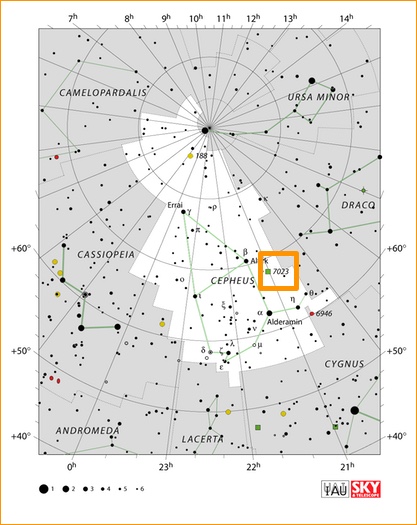 7h 8h 9h 10h 11h 12h 13h 14h
CAMELOPARDALIS
URSA MINOR
188
κ
DRACO
Errai
γ
ρ
π
β
+60° CASSIOPEIA +60°
7023
ο
CEPHEUS
ι
ξ
α
η
θ
6946
Alderamin
ν
μ
δ
ζ
λ
ε
+50° +50°
CYGNUS
ANDROMEDA
LACERTA
+40° +40°
0h 23h 22h 21h
1 2 3 4 5 6
IAU
SKY
& TELESCOPE